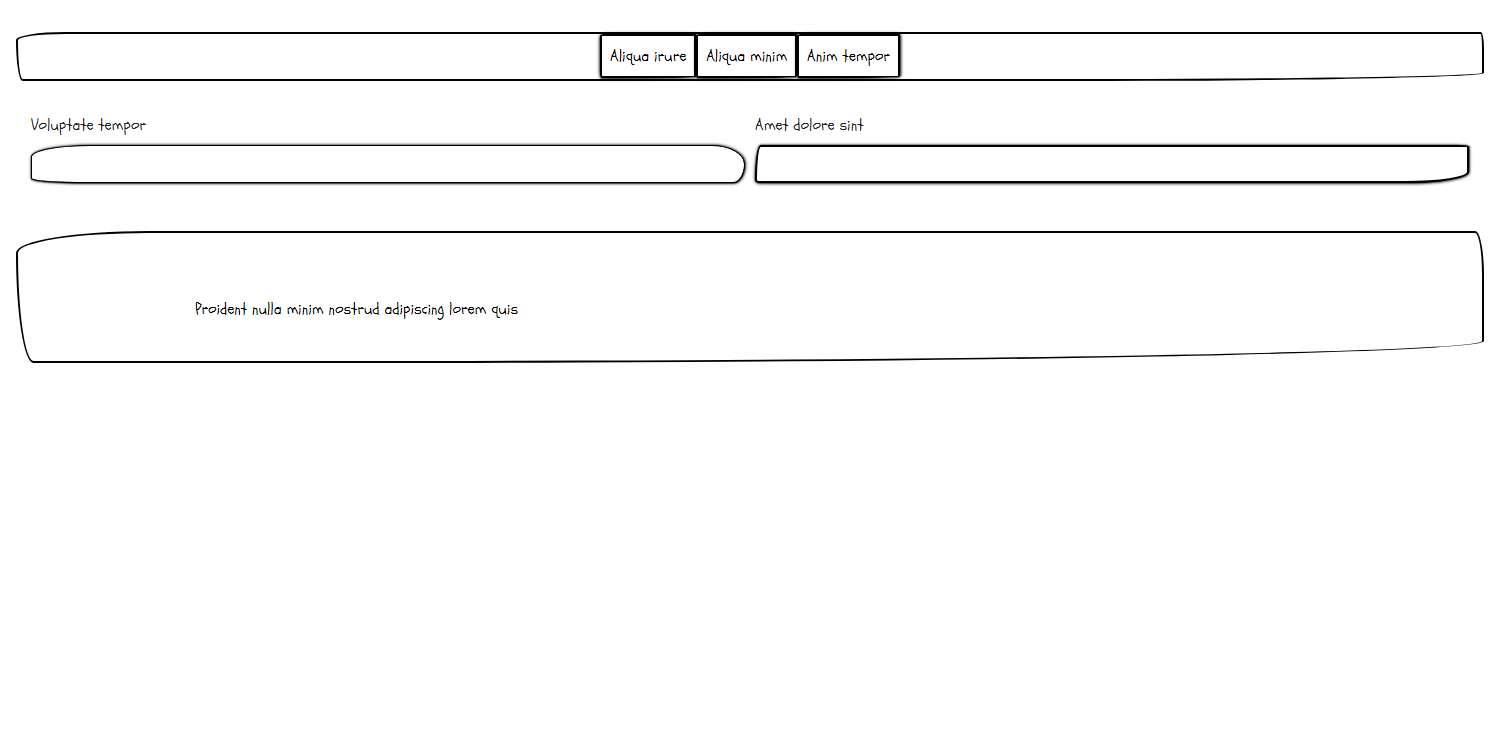 Aliqua irure Aliqua minim Anim tempor
Voluptate tempor Amet dolore sint
Proident nulla minim nostrud adipiscing lorem quis